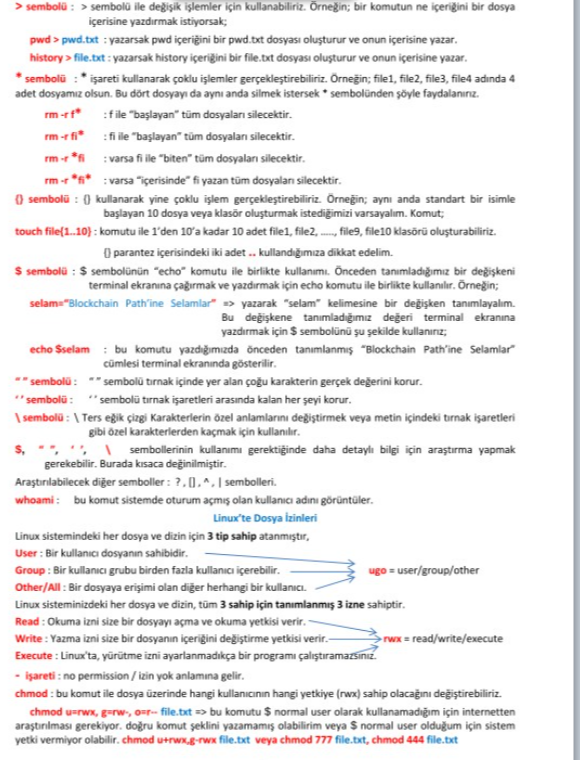 > sembolü : > sembolü ile değişik işlemler için kullanabiliriz. Örneğin; bir komutun ne içeriğini bir dosya
içerisine yazdırmak istiyorsak;
pwd > pwd.txt : yazarsak pwd içeriğini bir pwd.txt dosyası oluşturur ve onun içerisine yazar.
history > file.txt : yazarsak history içeriğini bir file.txt dosyası oluşturur ve onun içerisine yazar.
* sembolü : * işareti kullanarak çoklu işlemler gerçekleştirebiliriz. Örneğin; file1, file2, file3, file4 adında 4
adet dosyamız olsun. Bu dört dosyayı da aynı anda silmek istersek * sembolünden şöyle faydalanırız.
rm -r f* : f ile "başlayan" tüm dosyaları silecektir.
rm -r fi* : fi ile "başlayan" tüm dosyaları silecektir.
rm -r *fi : varsa fi ile "biten" tüm dosyaları silecektir.
rm -r *fi* : varsa "içerisinde" fi yazan tüm dosyaları silecektir.
{} sembolü : {} kullanarak yine çoklu işlem gerçekleştirebiliriz. Örneğin; aynı anda standart bir isimle
başlayan 10 dosya veya klasör oluşturmak istediğimizi varsayalım. Komut;
touch file{1..10} : komutu ile 1'den 10'a kadar 10 adet file1, file2, ....., file9, file10 klasörü oluşturabiliriz.
{} parantez içerisindeki iki adet .. kullandığımıza dikkat edelim.
$ sembolü : $ sembolünün "echo" komutu ile birlikte kullanımı. Önceden tanımladığımız bir değişkeni
terminal ekranına çağırmak ve yazdırmak için echo komutu ile birlikte kullanılır. Örneğin;
selam="Blockchain Path'ine Selamlar" => yazarak "selam" kelimesine bir değişken tanımlayalım.
Bu değişkene tanımladığımız değeri terminal ekranına
yazdırmak için $ sembolünü şu şekilde kullanırız;
echo $selam : bu komutu yazdığımızda önceden tanımlanmış "Blockchain Path'ine Selamlar"
cümlesi terminal ekranında gösterilir.
" " sembolü : " " sembolü tırnak içinde yer alan çoğu karakterin gerçek değerini korur.
' ' sembolü : ' ' sembolü tırnak işaretleri arasında kalan her şeyi korur.
\ sembolü : \ Ters eğik çizgi Karakterlerin özel anlamlarını değiştirmek veya metin içindeki tırnak işaretleri
gibi özel karakterlerden kaçmak için kullanılır.
$, " ", ' ', \ sembollerinin kullanımı gerektiğinde daha detaylı bilgi için araştırma yapmak
gerekebilir. Burada kısaca değinilmiştir.
Araştırılabilecek diğer semboller : ? , [] , ^ , | sembolleri.
whoami : bu komut sistemde oturum açmış olan kullanıcı adını görüntüler.
Linux'te Dosya İzinleri
Linux sistemindeki her dosya ve dizin için 3 tip sahip atanmıştır,
User : Bir kullanıcı dosyanın sahibidir.
Group : Bir kullanıcı grubu birden fazla kullanıcı içerebilir. ugo = user/group/other
Other/All : Bir dosyaya erişimi olan diğer herhangi bir kullanıcı.
Linux sisteminizdeki her dosya ve dizin, tüm 3 sahip için tanımlanmış 3 izne sahiptir.
Read : Okuma izni size bir dosyayı açma ve okuma yetkisi verir.
Write : Yazma izni size bir dosyanın içeriğini değiştirme yetkisi verir. rwx = read/write/execute
Execute : Linux'ta, yürütme izni ayarlanmadıkça bir programı çalıştıramazsınız.
- işareti : no permission / izin yok anlamına gelir.
chmod : bu komut ile dosya üzerinde hangi kullanıcının hangi yetkiye (rwx) sahip olacağını değiştirebiliriz.
chmod u=rwx, g=rw-, o=r-- file.txt => bu komutu $ normal user olarak kullanamadığım için internetten
araştırılması gerekiyor. doğru komut şeklini yazamamış olabilirim veya $ normal user olduğum için sistem
yetki vermiyor olabilir. chmod u+rwx,g-rwx file.txt veya chmod 777 file.txt, chmod 444 file.txt